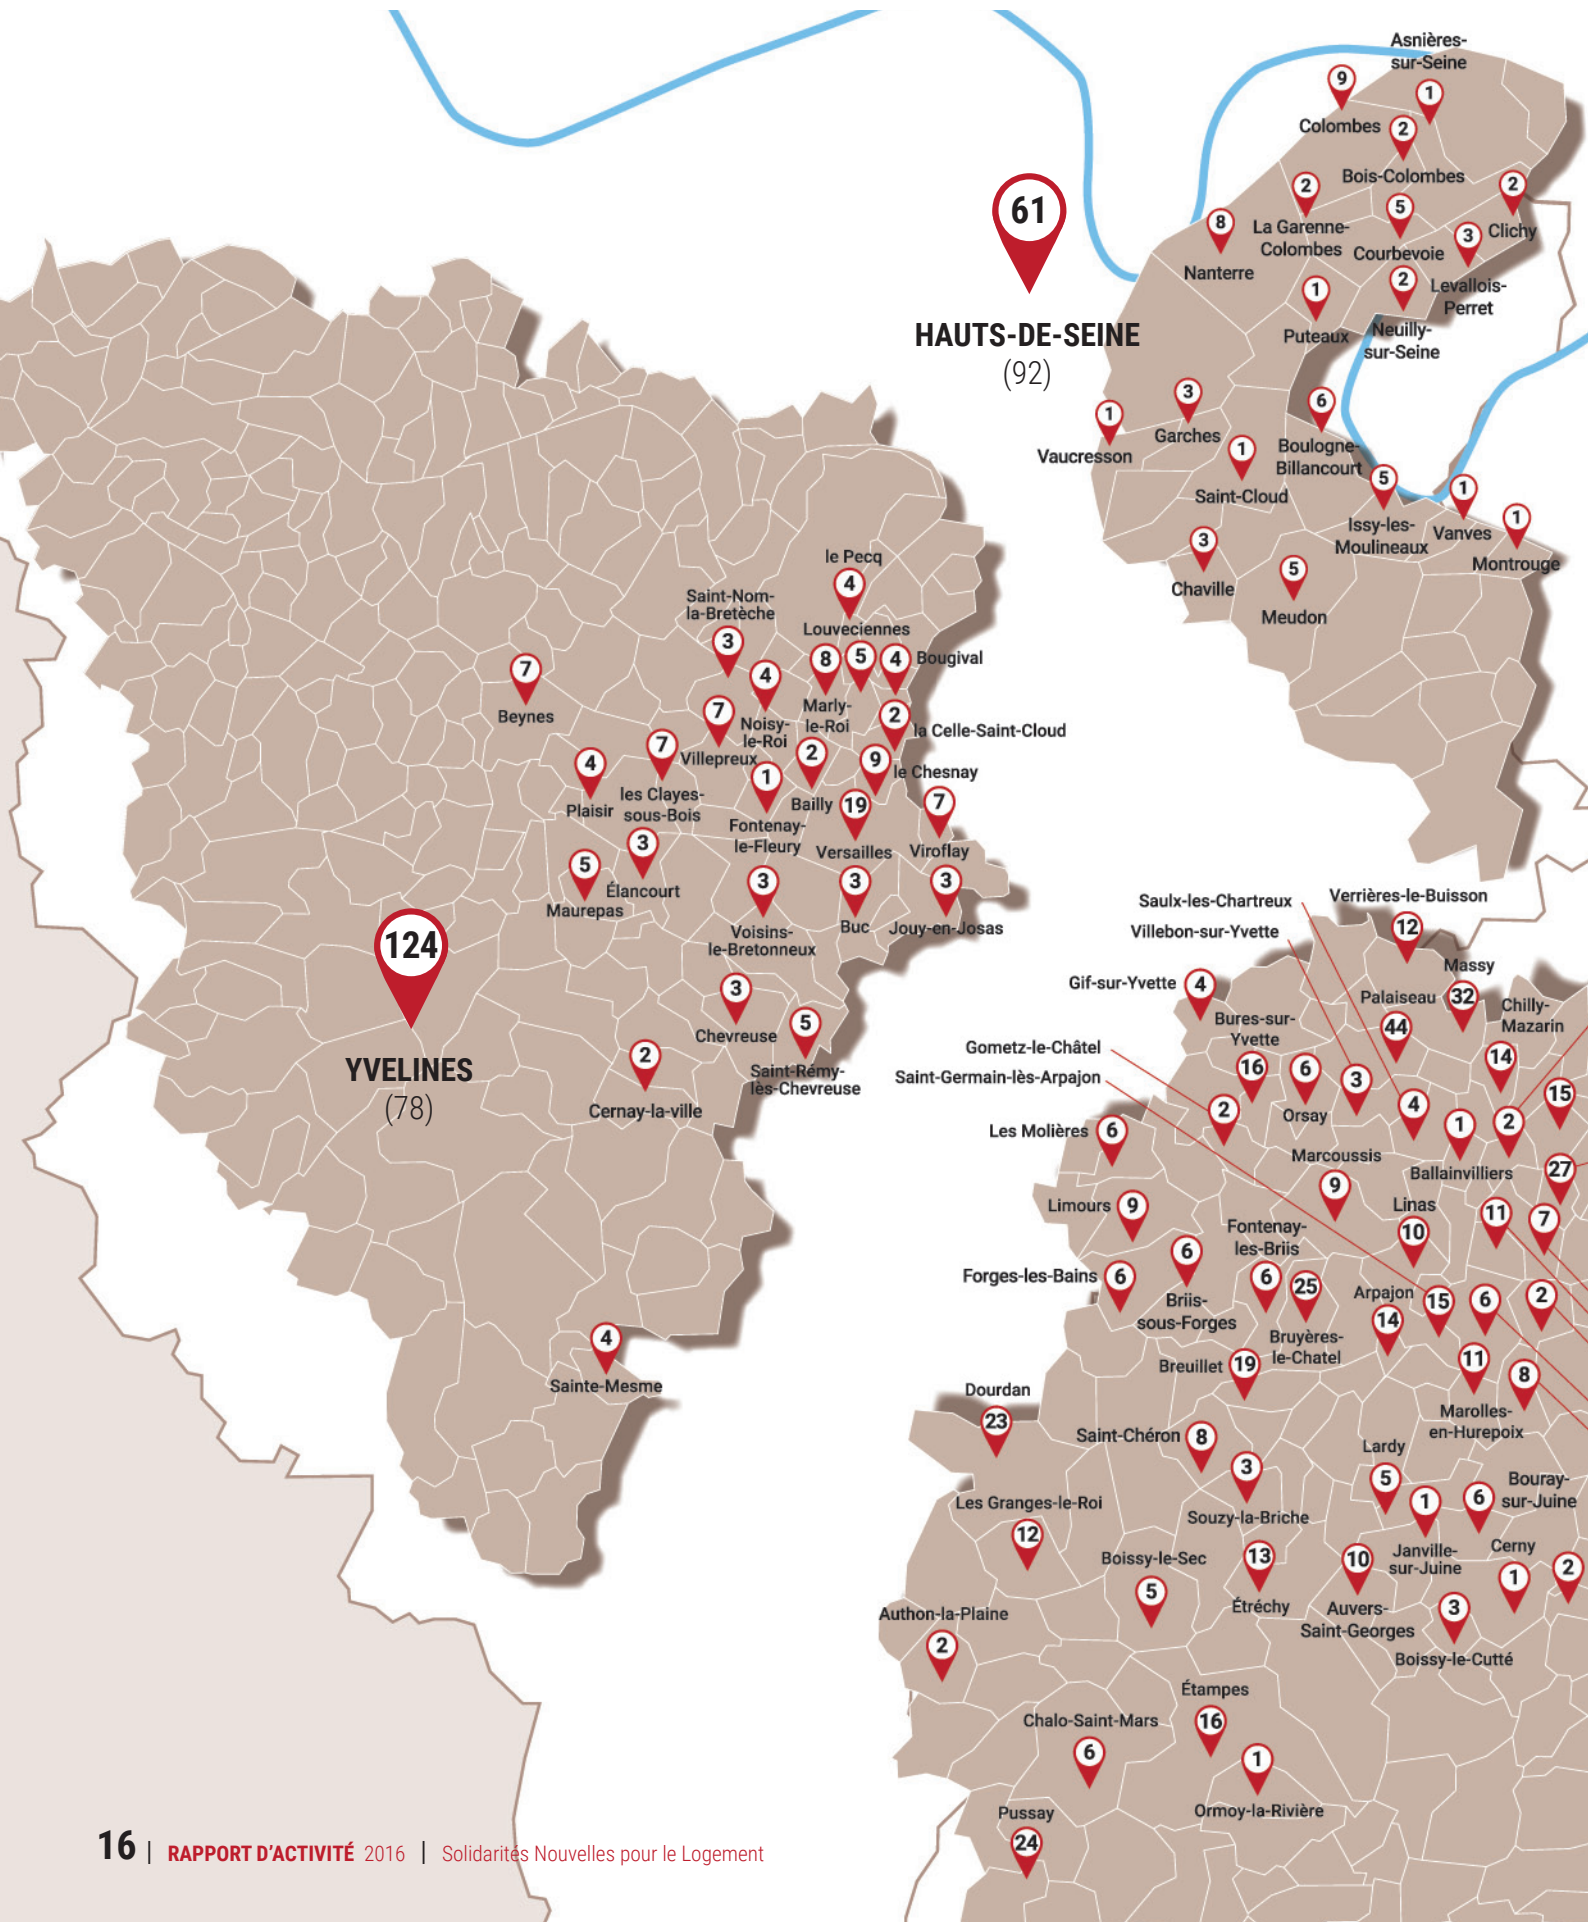 Asnières-
sur-Seine
9
1
Colombes
2
Bois-Colombes
2
2
5
La Garenne-
Colombes
Courbevoie
3
Clichy
8
Nanterre
61
HAUTS-DE-SEINE
(92)
1
Puteaux
2
Levallois-
Perret
Neuilly-
sur-Seine
1
Vaucresson
3
Garches
6
Boulogne-
Billancourt
1
Saint-Cloud
5
Issy-les-
Moulineaux
1
Vanves
1
Montrouge
3
Chaville
5
Meudon
le Pecq
4
Saint-Nom-
la-Bretèche
3
Louveciennes
8
5
4
Bougival
7
Beynes
4
Noisy-
le-Roi
Marly-
le-Roi
7
Villepreux
2
la Celle-Saint-Cloud
7
les Clayes-
sous-Bois
4
Plaisir
1
Fontenay-
le-Fleury
2
Bailly
9
le Chesnay
19
Versailles
7
Viroflay
3
Élancourt
5
Maurepas
3
Voisins-
le-Bretonneux
3
Buc
3
Jouy-en-Josas
124
YVELINES
(78)
3
Chevreuse
5
Saint-Rémy-
lès-Chevreuse
2
Cernay-la-ville
4
Sainte-Mesme
Saulx-les-Chartreux
Villebon-sur-Yvette
Verrières-le-Buisson
12
Massy
32
Gif-sur-Yvette
4
Palaiseau
44
Chilly-
Mazarin
14
Bures-sur-
Yvette
16
6
Orsay
3
4
15
Gometz-le-Châtel
Saint-Germain-lès-Arpajon
2
1
Ballainvilliers
2
Les Molières
6
Marcoussis
9
27
Limours
9
Linas
10
11
7
Fontenay-
les-Briis
6
6
Briis-
sous-Forges
Forges-les-Bains
6
25
Bruyères-
le-Chatel
Arpajon
14
15
6
2
Breuillet
19
11
Marolles-
en-Hurepoix
8
Dourdan
23
Saint-Chéron
8
3
Souzy-la-Briche
Lardy
5
1
Janville-
sur-Juine
6
Bouray-
sur-Juine
Les Granges-le-Roi
12
Boissy-le-Sec
5
13
Étréchy
10
Auvers-
Saint-Georges
Cerny
1
2
3
Boissy-le-Cutté
Authon-la-Plaine
2
Étampes
16
Chalo-Saint-Mars
6
1
Ormoy-la-Rivière
Pussay
24
16 | RAPPORT D'ACTIVITÉ 2016 | Solidarités Nouvelles pour le Logement